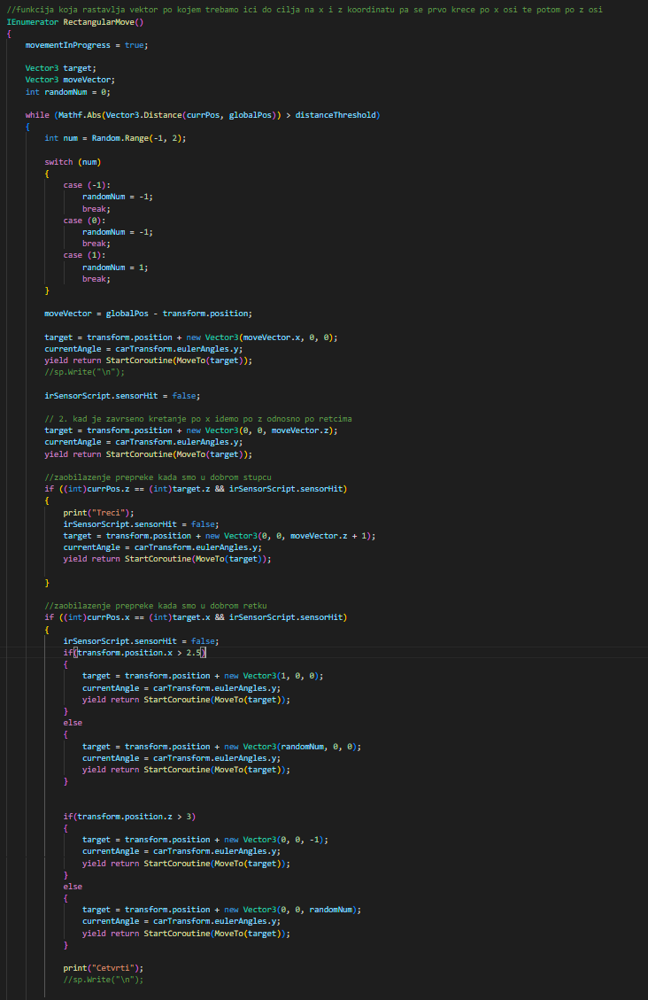 //funkcija koja rastavlja vektor po kojem trebamo ici do cilja na x i z koordinatu pa se prvo krece po x osi te potom po z osi
IEnumerator RectangularMove()
{
movementInProgress = true;
Vector3 target;
Vector3 moveVector;
int randomNum = 0;
while (Mathf.Abs(Vector3.Distance(currPos, globalPos)) > distanceThreshold)
{
int num = Random.Range(-1, 2);
switch (num)
{
case (-1):
randomNum = -1;
break;
case (0):
randomNum = -1;
break;
case (1):
randomNum = 1;
break;
}
moveVector = globalPos - transform.position;
target = transform.position + new Vector3(moveVector.x, 0, 0);
currentAngle = carTransform.eulerAngles.y;
yield return StartCoroutine(MoveTo(target));
//sp.Write("\n");
irSensorScript.sensorHit = false;
// 2. kad je zavrseno kretanje po x idemo po z odnosno po retcima
target = transform.position + new Vector3(0, 0, moveVector.z);
currentAngle = carTransform.eulerAngles.y;
yield return StartCoroutine(MoveTo(target));
//zaobilazenje prepreke kada smo u dobrom stupcu
if ((int)currPos.z == (int)target.z && irSensorScript.sensorHit)
{
print("Treci");
irSensorScript.sensorHit = false;
target = transform.position + new Vector3(0, 0, moveVector.z + 1);
currentAngle = carTransform.eulerAngles.y;
yield return StartCoroutine(MoveTo(target));
}
//zaobilazenje prepreke kada smo u dobrom retku
if ((int)currPos.x == (int)target.x && irSensorScript.sensorHit)
{
irSensorScript.sensorHit = false;
if(transform.position.x > 2.5)
{
target = transform.position + new Vector3(1, 0, 0);
currentAngle = carTransform.eulerAngles.y;
yield return StartCoroutine(MoveTo(target));
}
else
{
target = transform.position + new Vector3(randomNum, 0, 0);
currentAngle = carTransform.eulerAngles.y;
yield return StartCoroutine(MoveTo(target));
}
if(transform.position.z > 3)
{
target = transform.position + new Vector3(0, 0, -1);
currentAngle = carTransform.eulerAngles.y;
yield return StartCoroutine(MoveTo(target));
}
else
{
target = transform.position + new Vector3(0, 0, randomNum);
currentAngle = carTransform.eulerAngles.y;
yield return StartCoroutine(MoveTo(target));
}
print("Cetvrti");
//sp.Write("\n");